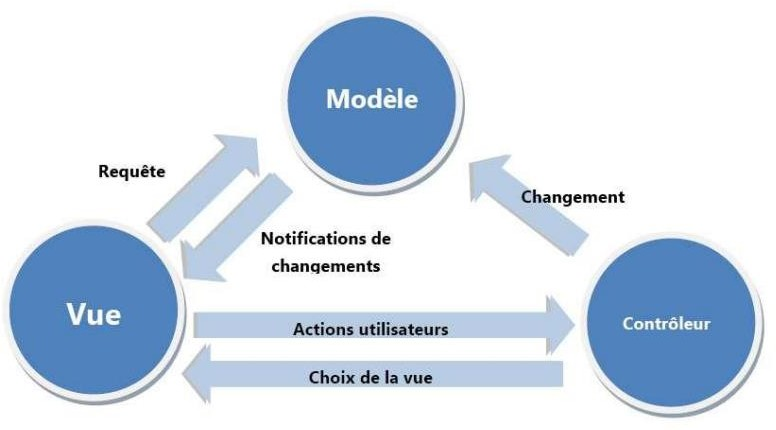 Modèle
Requête
Changement
Notifications de
changements
Vue
Contrôleur
Actions utilisateurs
Choix de la vue